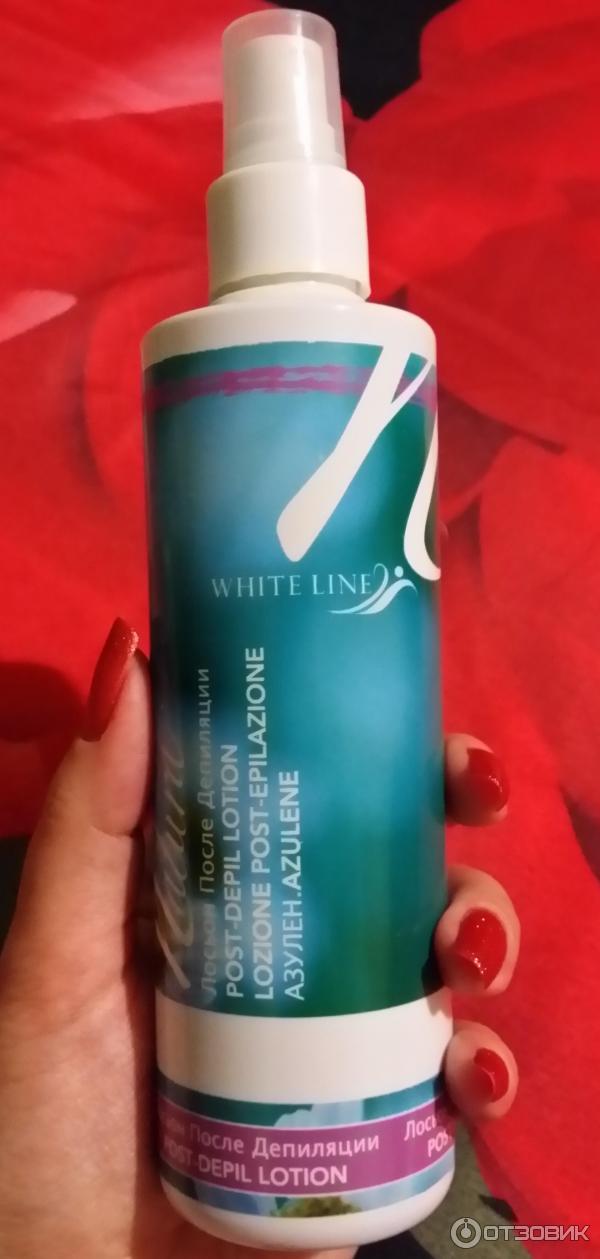 WHITE LINE
Лосьон После Депиляции
POST-DEPIL LOTION
LOZIONE POST-EPILAZIONE
АЗУЛЕН.AZULENE
После Депиляции
POST-DEPIL LOTION
ОТЗОВИК